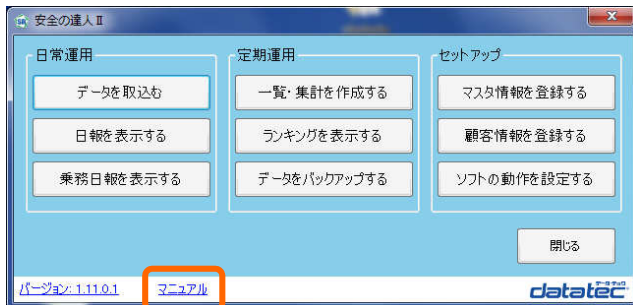 安全の達人Ⅱ
日常運用
データを取込む
日報を表示する
乗務日報を表示する
定期運用
一覧・集計を作成する
ランキングを表示する
データをバックアップする
セットアップ
マスタ情報を登録する
顧客情報を登録する
ソフトの動作を設定する
閉じる
バージョン: 1.11.0.1 マニュアル
データテック
datatec